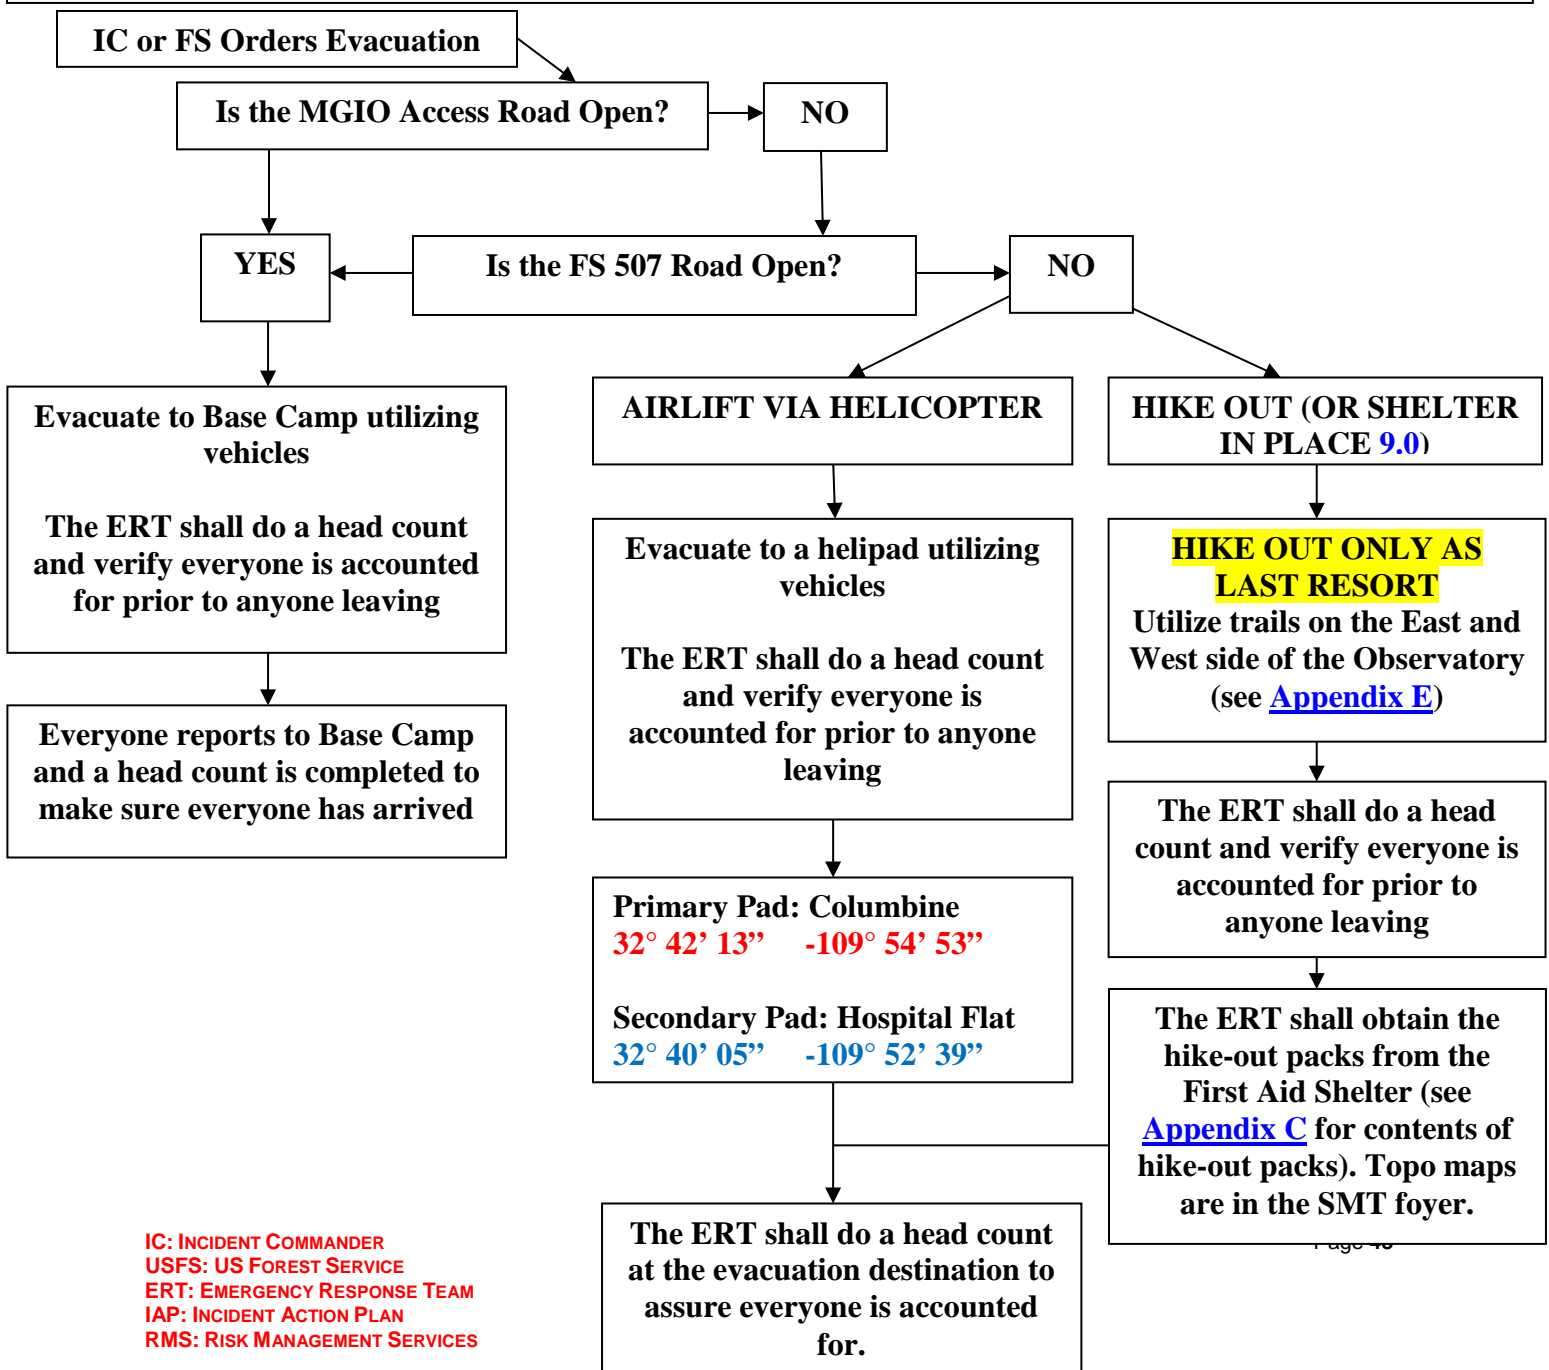 IC or FS Orders Evacuation
Is the MGIO Access Road Open?
NO
YES
Is the FS 507 Road Open?
NO
Evacuate to Base Camp utilizing
vehicles
The ERT shall do a head count
and verify everyone is accounted
for prior to anyone leaving
Everyone reports to Base Camp
and a head count is completed to
make sure everyone has arrived
AIRLIFT VIA HELICOPTER
Evacuate to a helipad utilizing
vehicles
The ERT shall do a head count
and verify everyone is
accounted for prior to anyone
leaving
Primary Pad: Columbine
32° 42’ 13” -109° 54’ 53”
Secondary Pad: Hospital Flat
32° 40’ 05” -109° 52’ 39”
HIKE OUT (OR SHELTER
IN PLACE 9.0)
HIKE OUT ONLY AS
LAST RESORT
Utilize trails on the East and
West side of the Observatory
(see Appendix E)
The ERT shall do a head
count and verify everyone is
accounted for prior to
anyone leaving
The ERT shall obtain the
hike-out packs from the
First Aid Shelter (see
Appendix C for contents of
hike-out packs). Topo maps
are in the SMT foyer.
The ERT shall do a head count
at the evacuation destination to
assure everyone is accounted
for.
IC: INCIDENT COMMANDER
USFS: US FOREST SERVICE
ERT: EMERGENCY RESPONSE TEAM
IAP: INCIDENT ACTION PLAN
RMS: RISK MANAGEMENT SERVICES